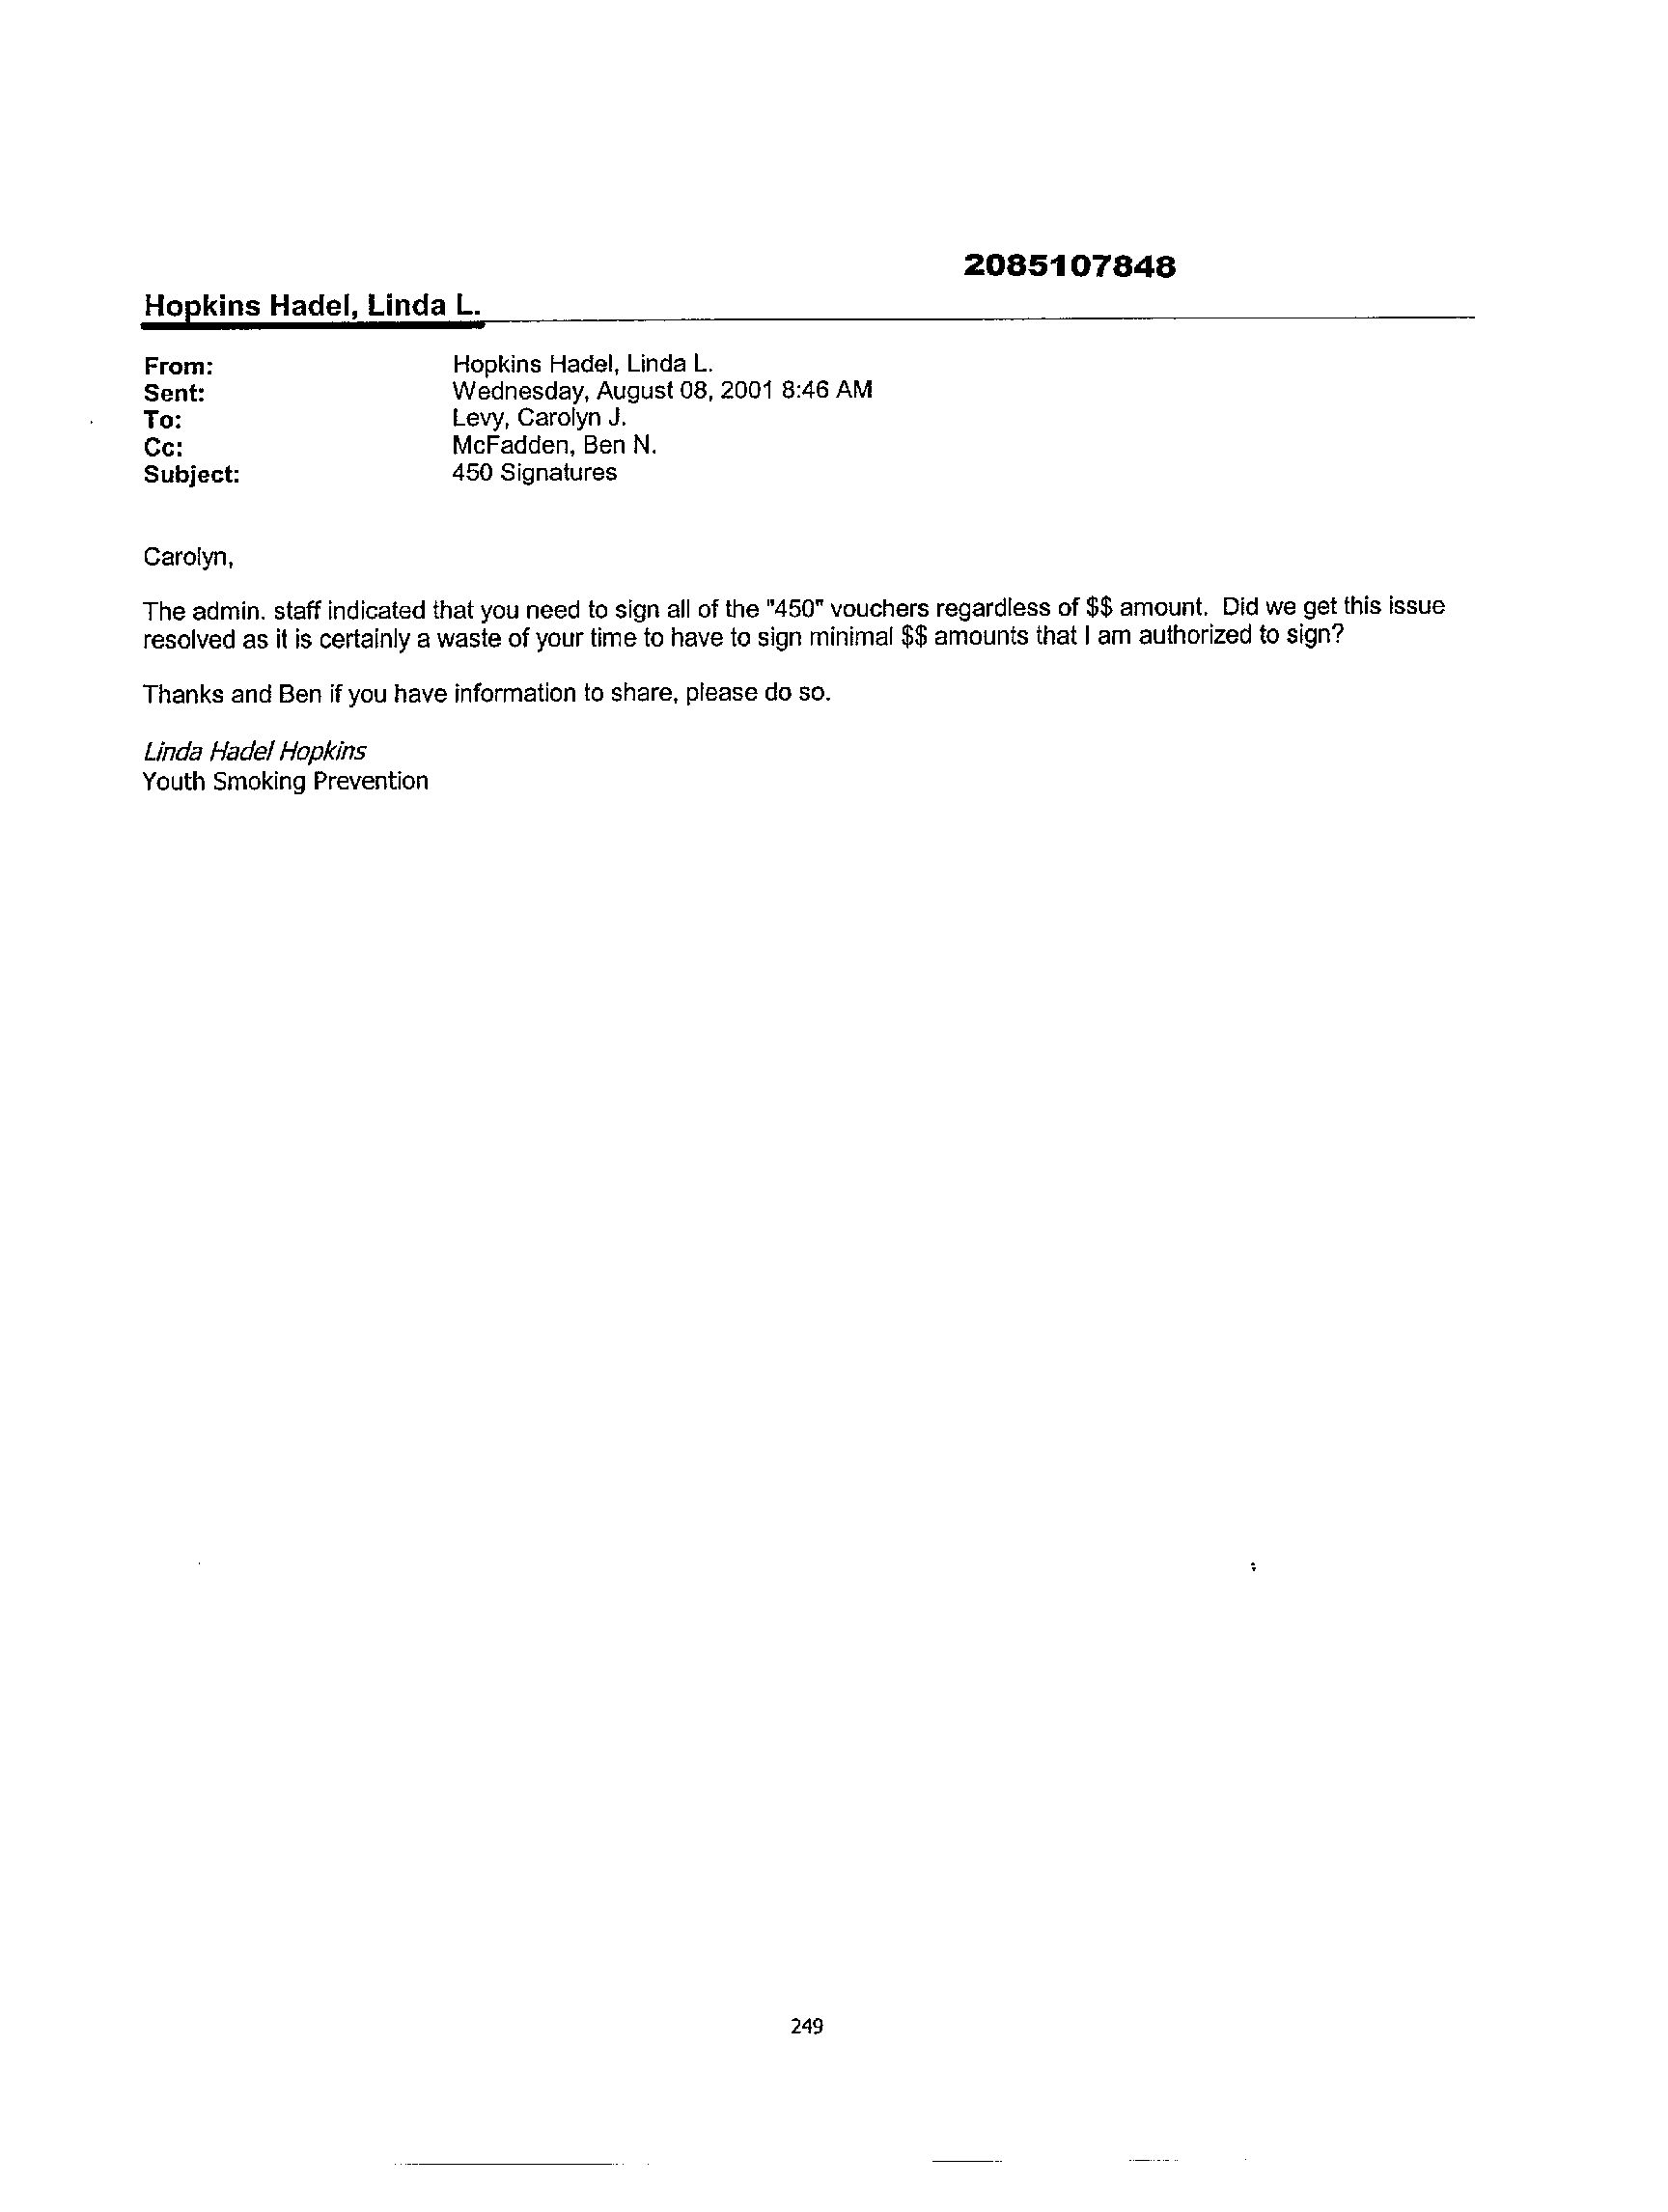 2085107848
Hopkins Hadel, Linda L.
From: Hopkins Hadel, Linda L.
Sent: Wednesday, August 08, 2001 8:46 AM
To: Levy, Carolyn J.
Cc: McFadden, Ben N.
Subject: 450 Signatures
Carolyn,
The admin. staff indicated that you need to sign all of the "450" vouchers regardless of $$ amount.  Did we get this issue
resolved as it is certainly a waste of your time to have to sign minimal $$ amounts that I am authorized to sign?
Thanks and Ben if you have information to share, please do so.
Linda Hadel Hopkins
Youth Smoking Prevention
249